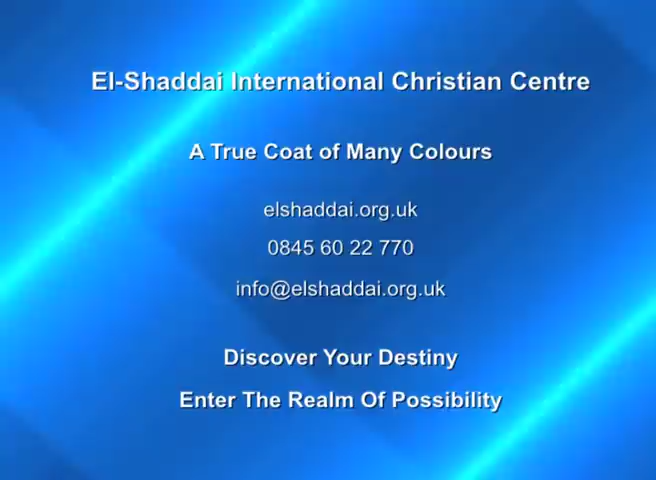 El-Shaddai International Christian Centre
A True Coat of Many Colours
elshaddai.org.uk
0845 60 22 770
info@elshaddai.org.uk
Discover Your Destiny
Enter The Realm Of Possibility